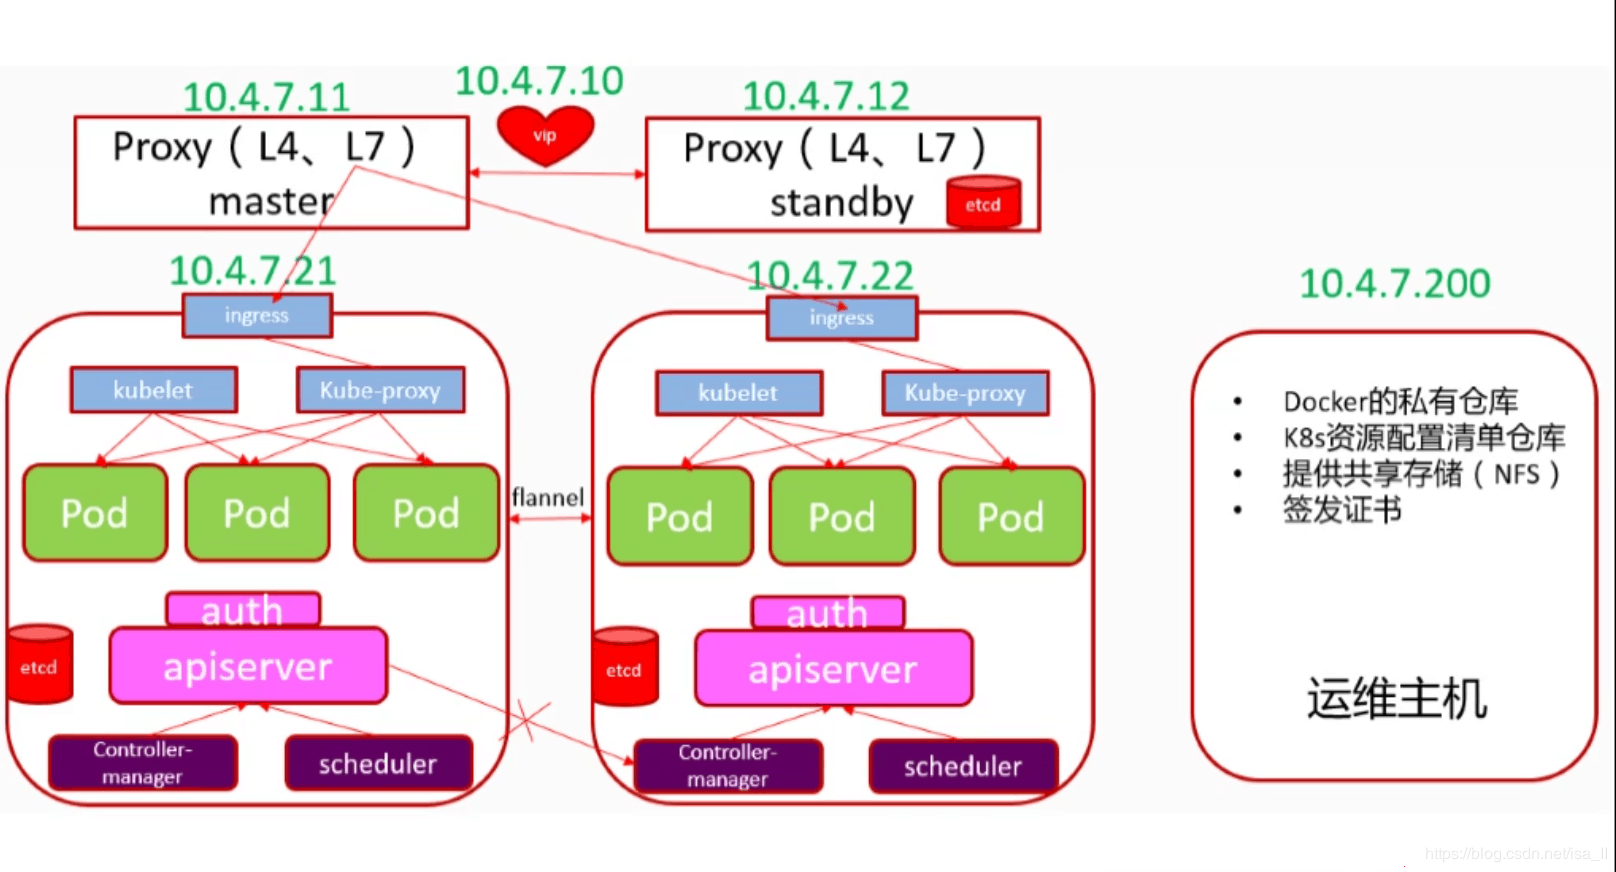 10.4.7.11
10.4.7.10
10.4.7.12
Proxy（L4、L7）
master
vip
Proxy（L4、L7）
standby
etcd
10.4.7.21
10.4.7.22
10.4.7.200
ingress
kubelet
Kube-proxy
Pod
Pod
Pod
auth
apiserver
etcd
Controller-
manager
scheduler
flannel
ingress
kubelet
Kube-proxy
Pod
Pod
Pod
auth
apiserver
etcd
Controller-
manager
scheduler
• Docker的私有仓库
• K8s资源配置清单仓库
• 提供共享存储（NFS）
• 签发证书
运维主机
https://blog.csdn.net/isa_ll